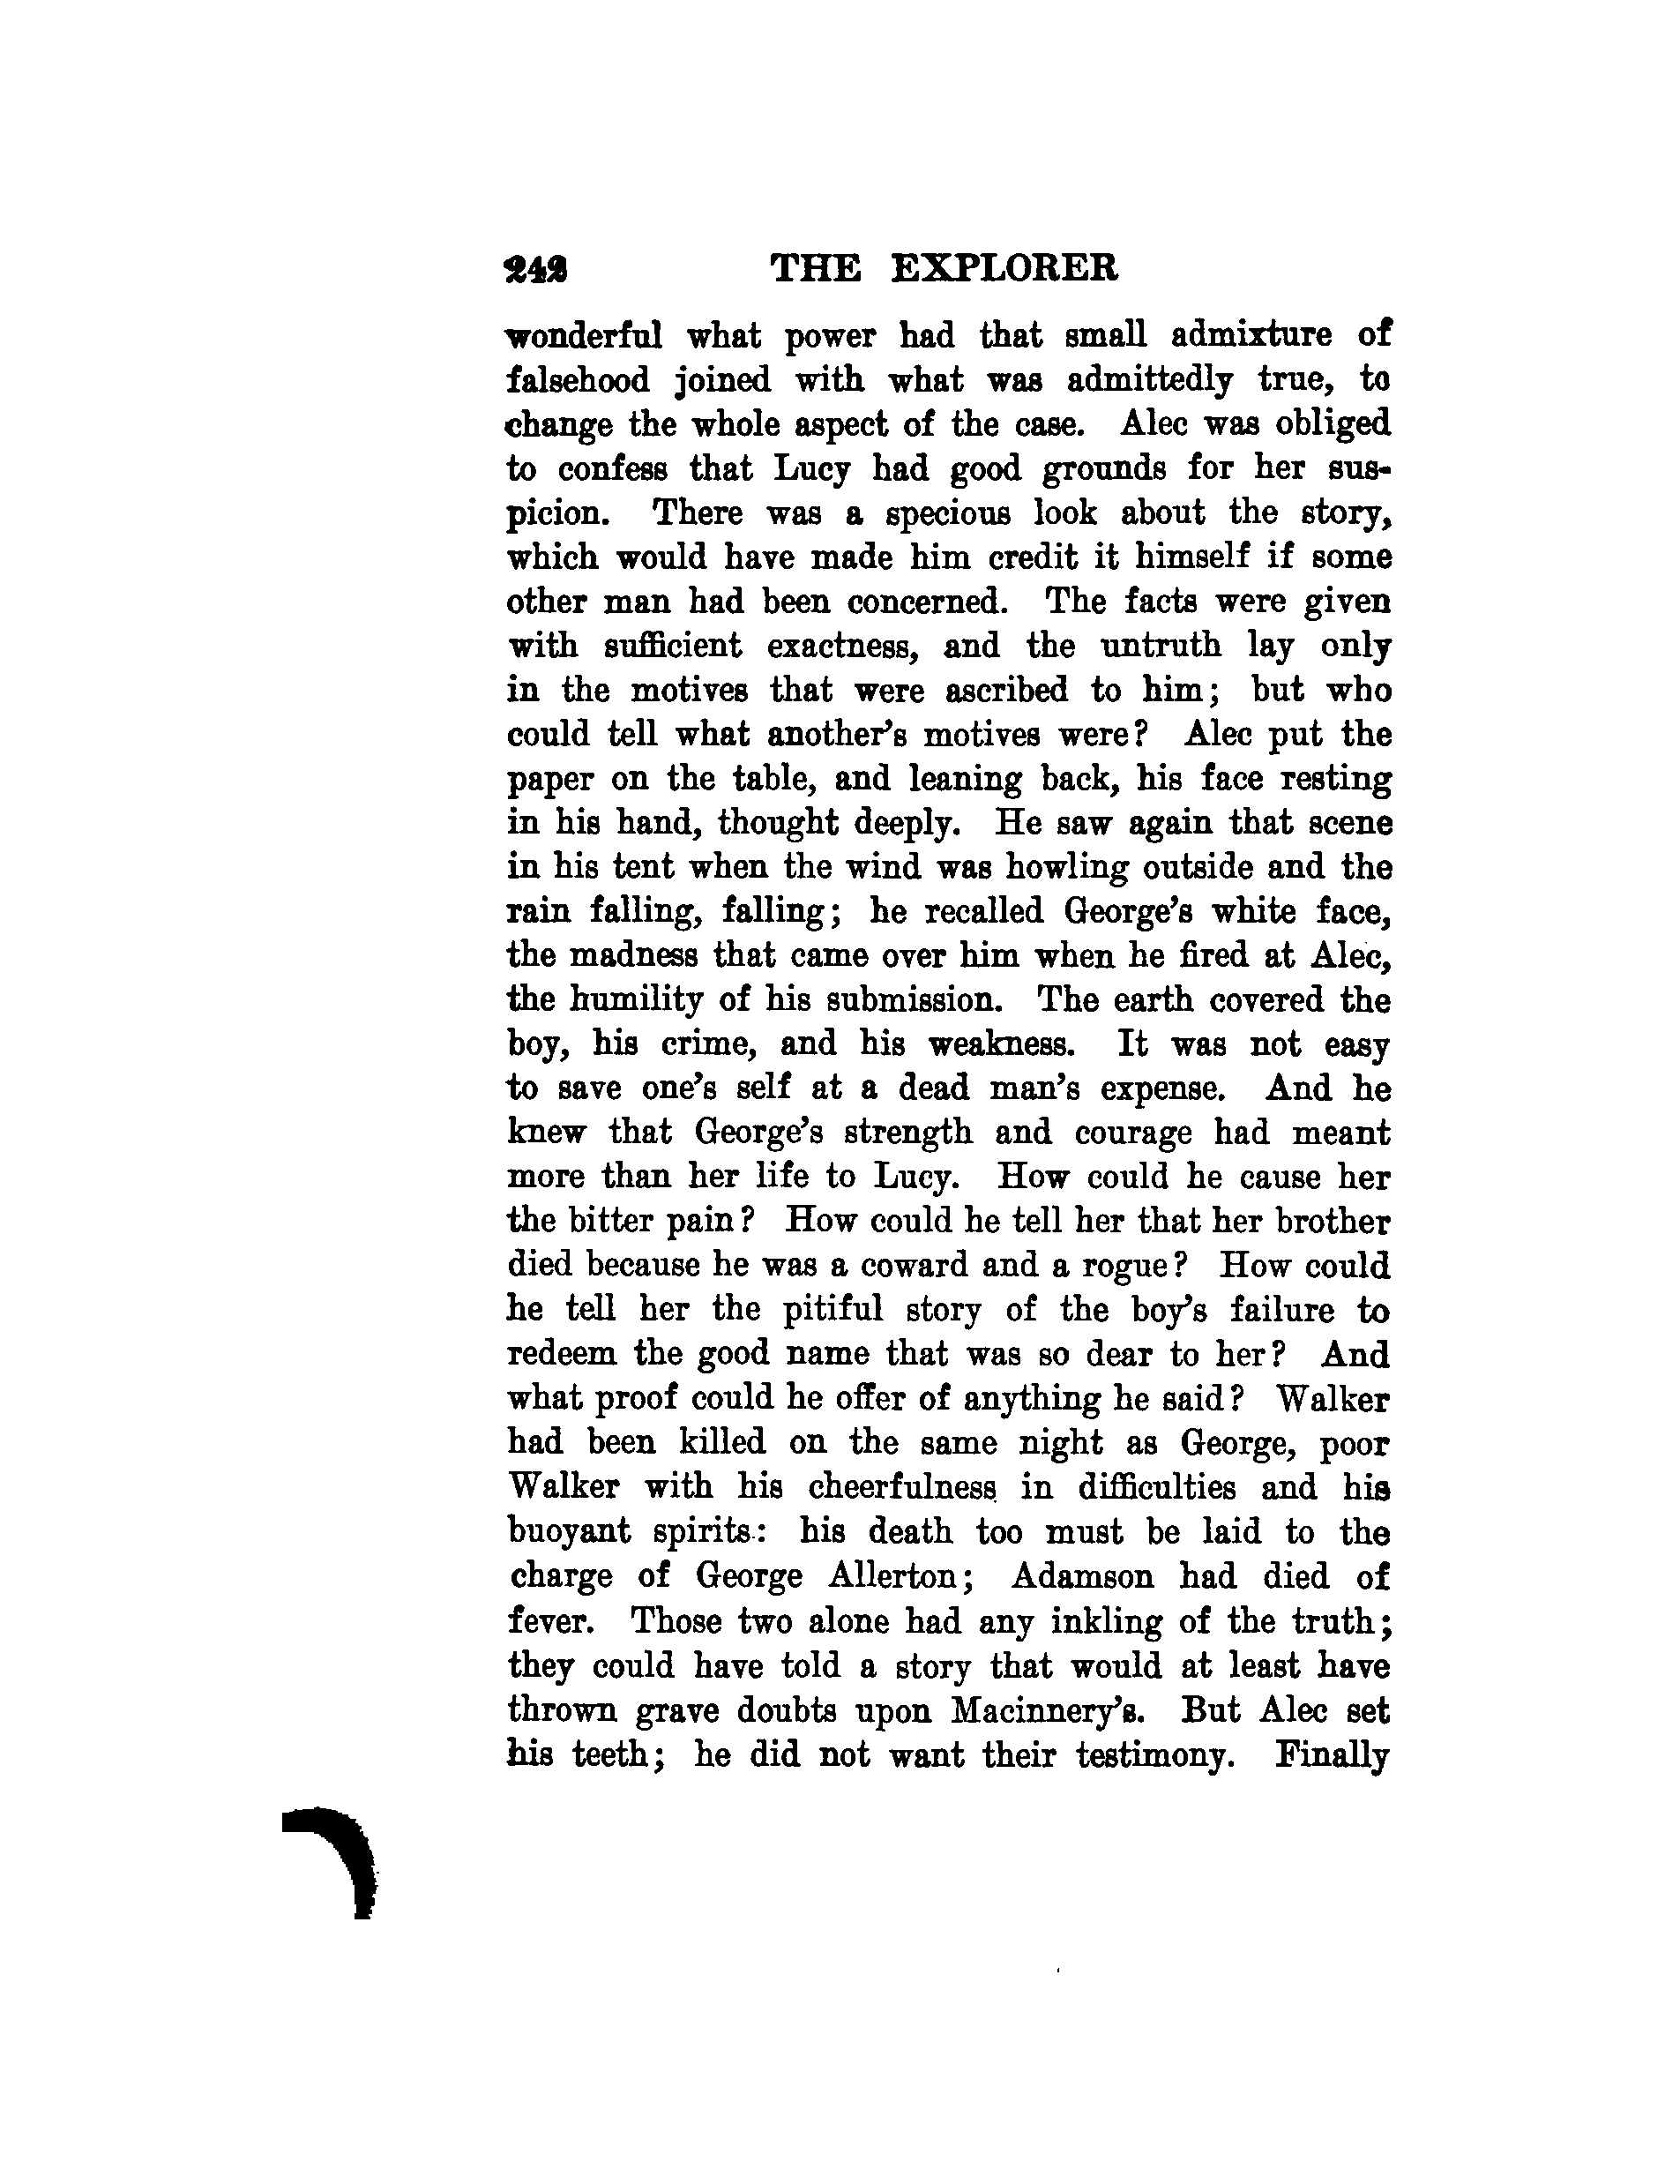 242 THE EXPLORER
wonderful what power had that small admixture of
falsehood joined with what was admittedly true, to
change the whole aspect of the case. Alec was obliged
to confess that Lucy had good grounds for her sus-
picion. There was a specious look about the story,
which would have made him credit it himself if some
other man had been concerned. The facts were given
with sufficient exactness, and the untruth lay only
in the motives that were ascribed to him; but who
could tell what another's motives were? Alec put the
paper on the table, and leaning back, his face resting
in his hand, thought deeply. He saw again that scene
in his tent when the wind was howling outside and the
rain falling, falling; he recalled George's white face,
the madness that came over him when he fired at Alec,
the humility of his submission. The earth covered the
boy, his crime, and his weakness. It was not easy
to save one's self at a dead man's expense. And he
knew that George's strength and courage had meant
more than her life to Lucy. How could he cause her
the bitter pain? How could he tell her that her brother
died because he was a coward and a rogue? How could
he tell her the pitiful story of the boy's failure to
redeem the good name that was so dear to her? And
what proof could he offer of anything he said? Walker
had been killed on the same night as George, poor
Walker with his cheerfulness in difficulties and his
buoyant spirits: his death too must be laid to the
charge of George Allerton; Adamson had died of
fever. Those two alone had any inkling of the truth;
they could have told a story that would at least have
thrown grave doubts upon Macinnery's. But Alec set
his teeth; he did not want their testimony. Finally